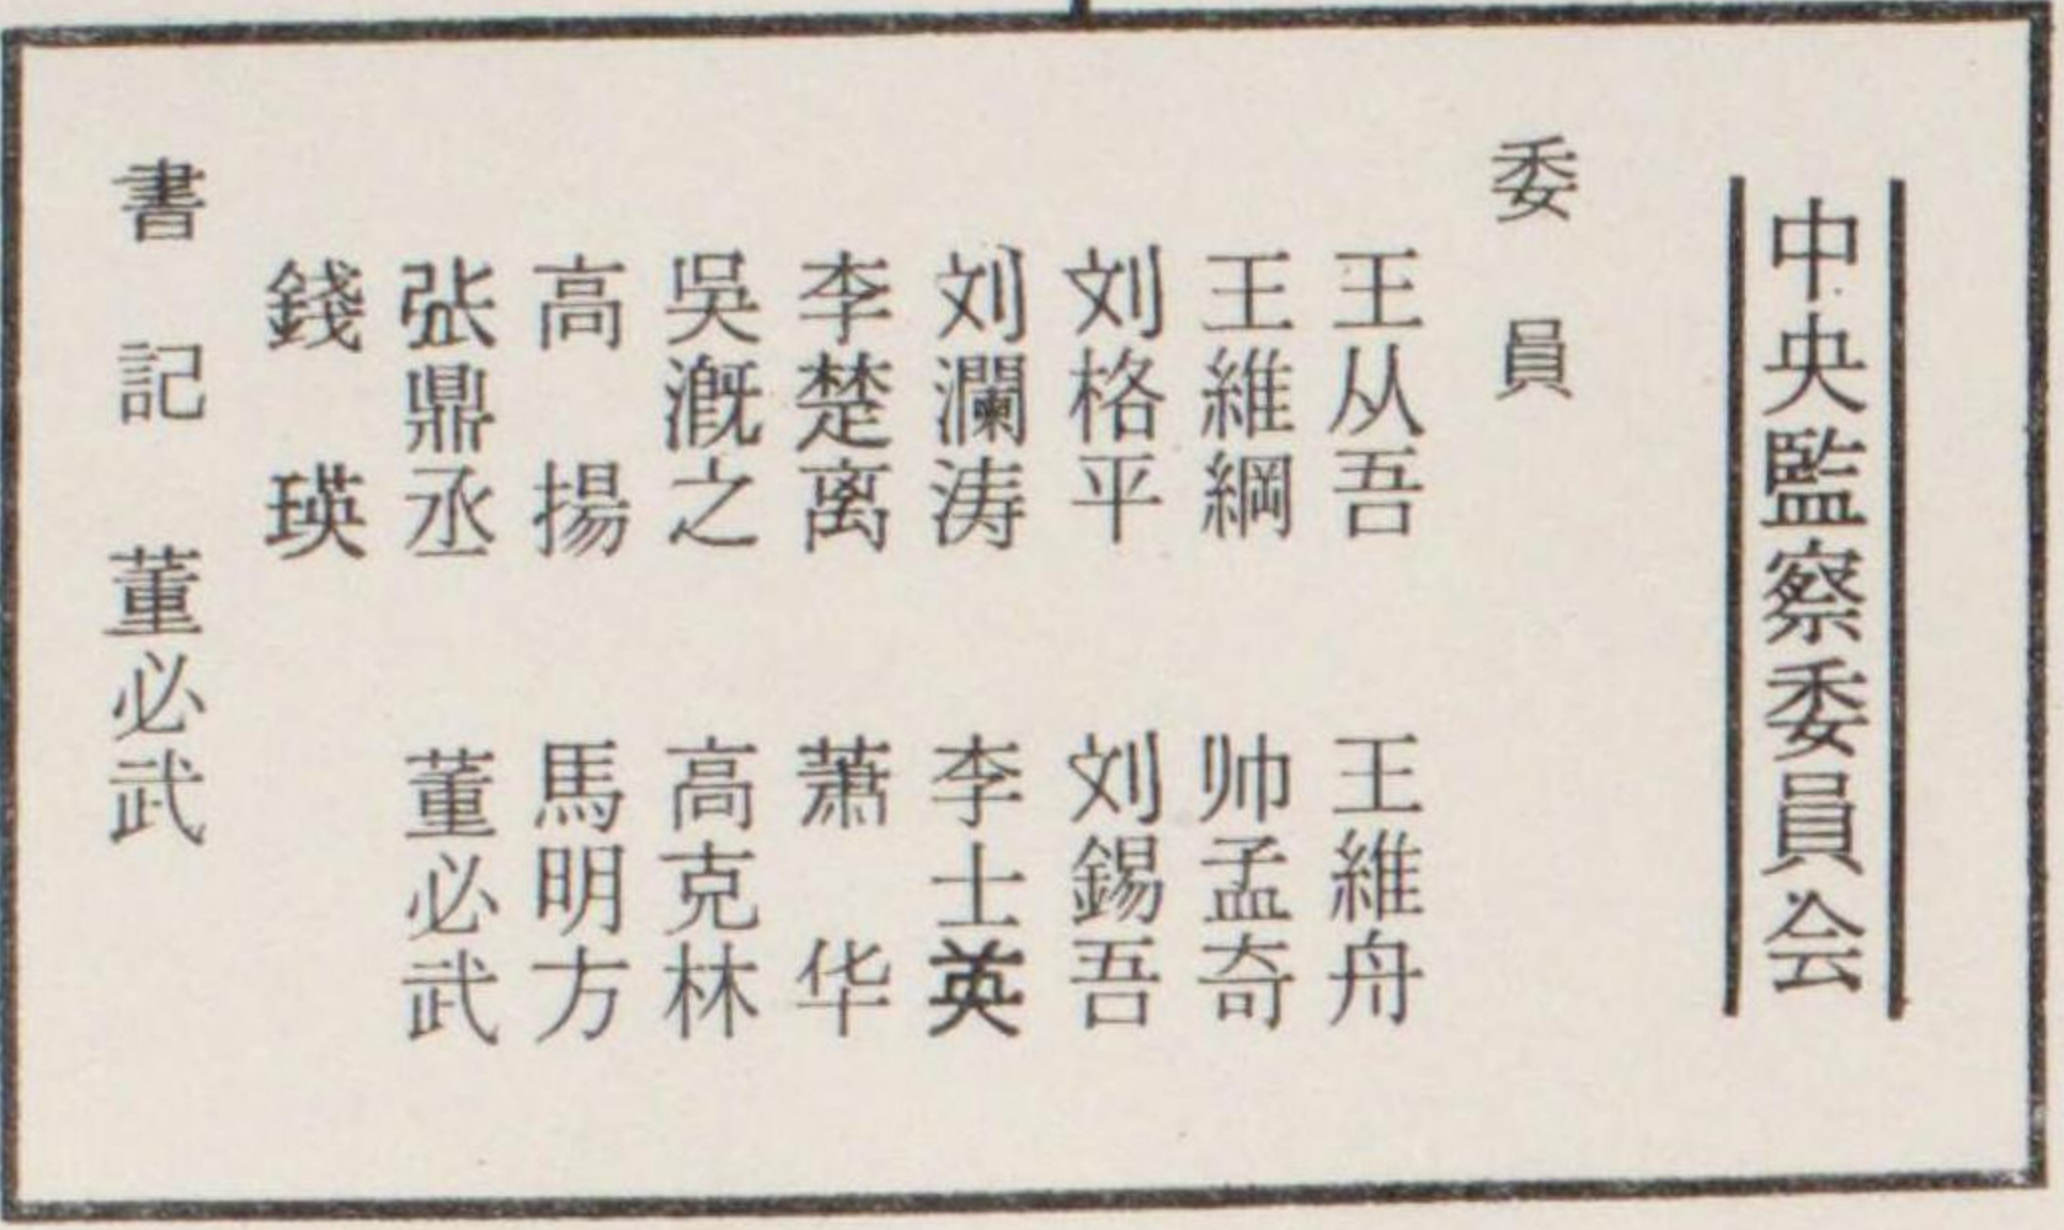 中央監察委員会
委員
王从吾 王維舟
王維綱 帅孟奇
刘格平 刘錫吾
刘瀾涛 李士英
李楚离 萧华
吳溉之 高克林
高揚 馬明方
张鼎丞 董必武
錢瑛
書記 董必武